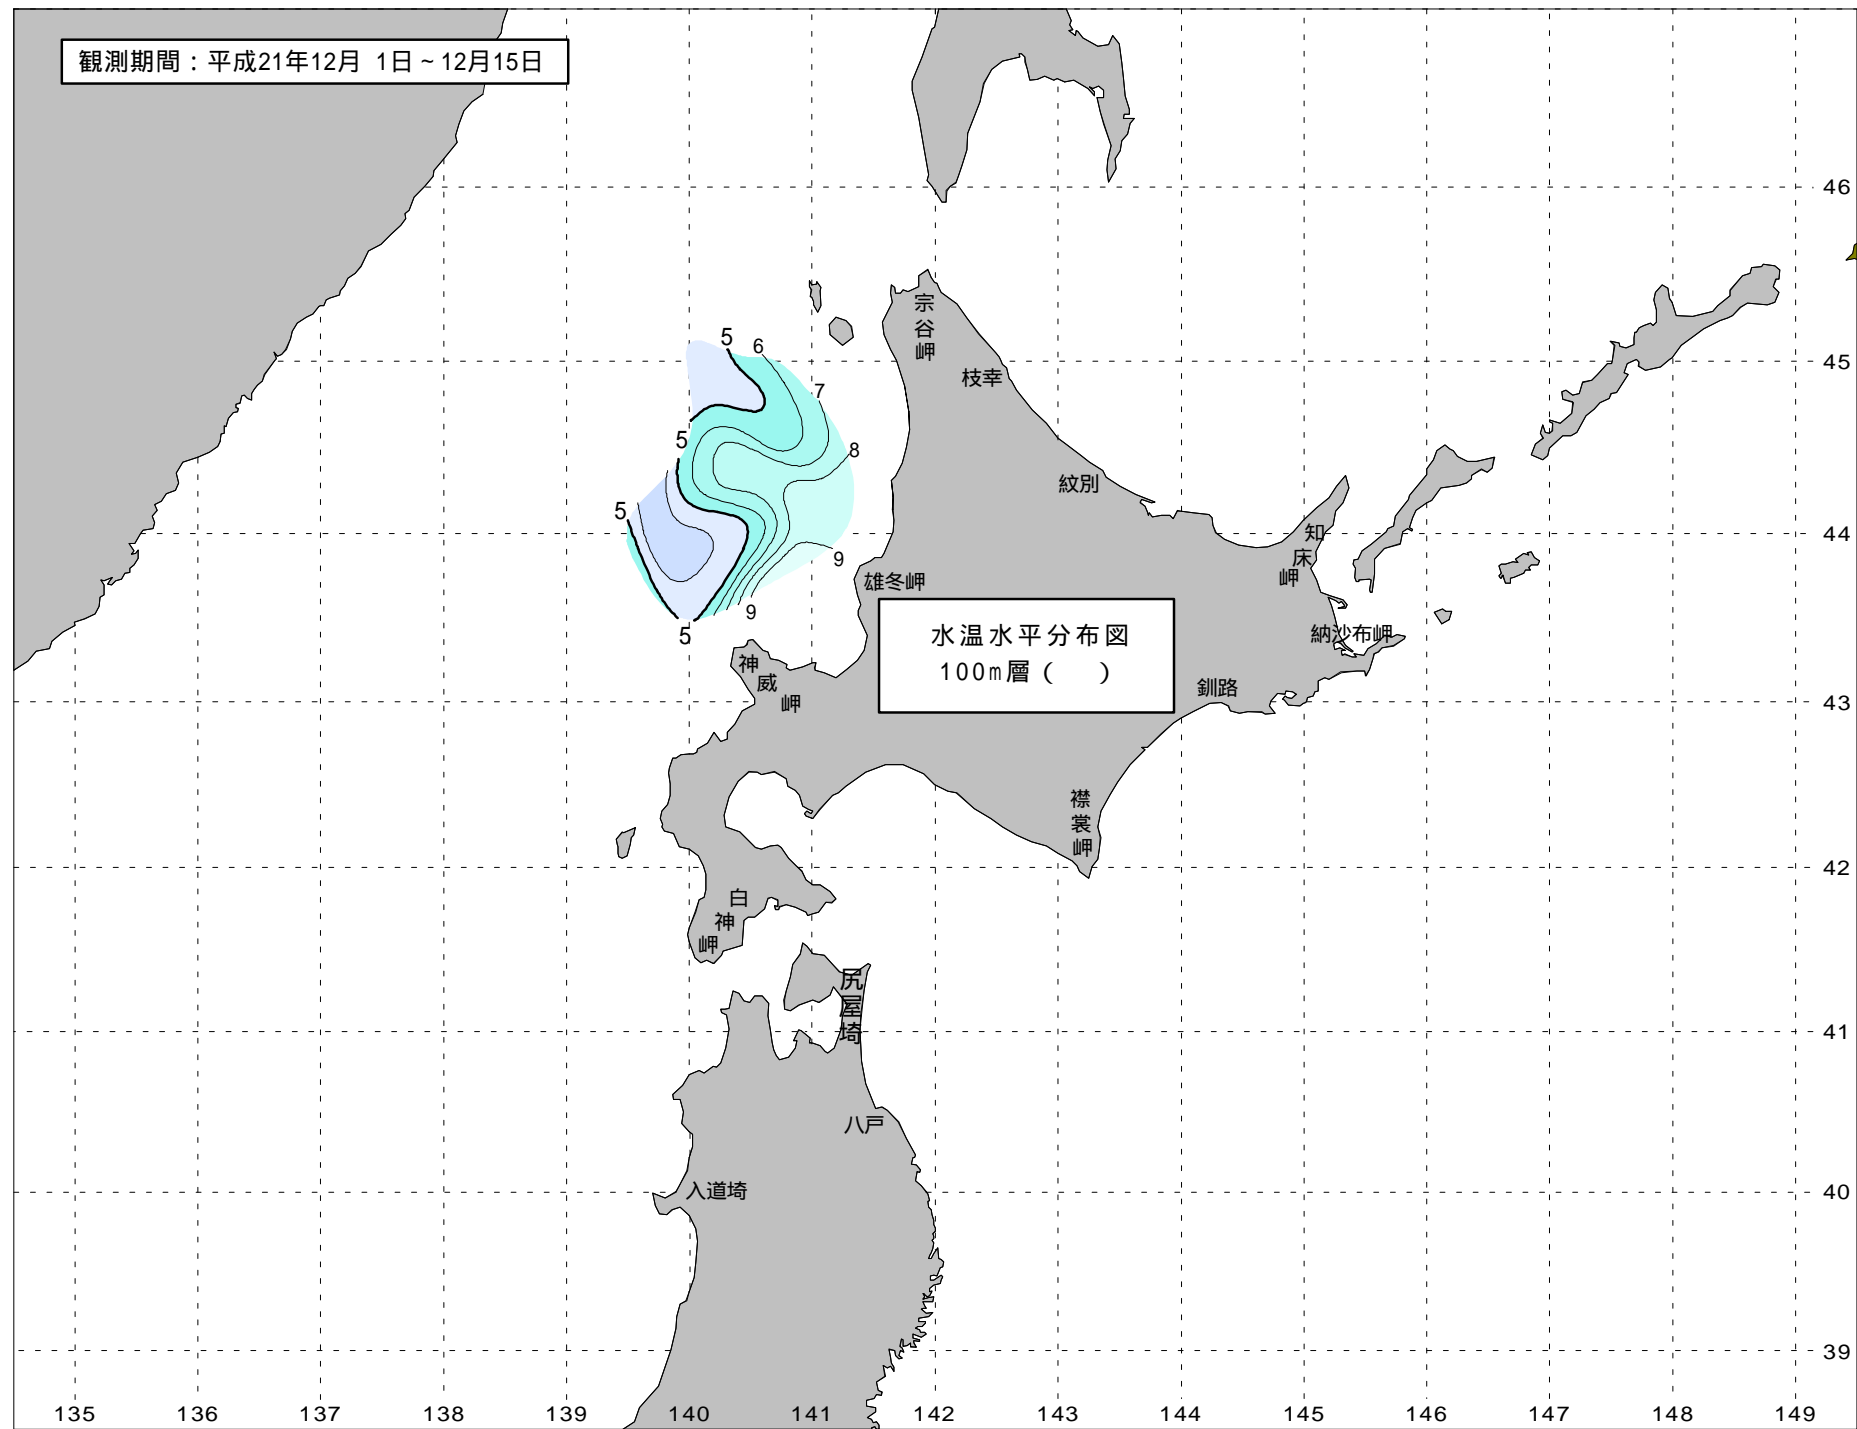 観測期間：平成21年12月 1日～12月15日
46
宗谷岬
5
6
45
枝幸
7
5
8
紋別
5
44
知床岬
9
雄冬岬
9
5
水温水平分布図
100m層（　）
納沙布岬
神威岬
釧路
43
襟裳岬
42
白神岬
尻屋埼
41
八戸
入道埼
40
39
135 136 137 138 139 140 141 142 143 144 145 146 147 148 149